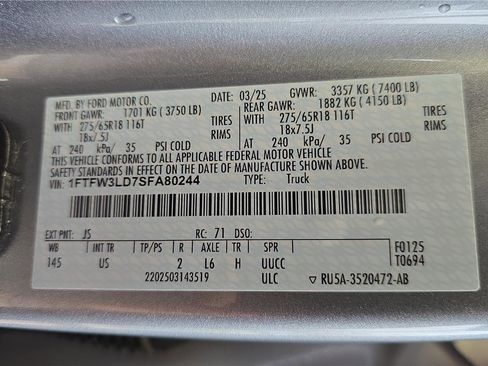 MFD. BY FORD MOTOR CO.
03/25 GVWR: 3357 KG ( 7400 LB)
FRONT GAWR: 1701 KG ( 3750 LB) REAR GAWR: 1882 KG ( 4150 LB)
WITH 275/65R18 116T TIRES WITH 275/65R18 116T TIRES
18x7.5J RIMS 18x7.5J RIMS
AT 240 kPa/ 35 PSI COLD AT 240 kPa/ 35 PSI COLD
THIS VEHICLE CONFORMS TO ALL APPLICABLE FEDERAL MOTOR VEHICLE
SAFETY STANDARDS IN EFFECT ON THE DATE OF MANUFACTURE SHOWN ABOVE.
VIN: 1FTFW3LD7SFA80244 TYPE: Truck
EXT PNT: JS RC: 71 DSO:
WB INT TR TP/PS R AXLE TR SPR F0125
145 US 2 L6 H UUCC T0694
2202503143519 ULC ▽ RU5A-3520472-AB